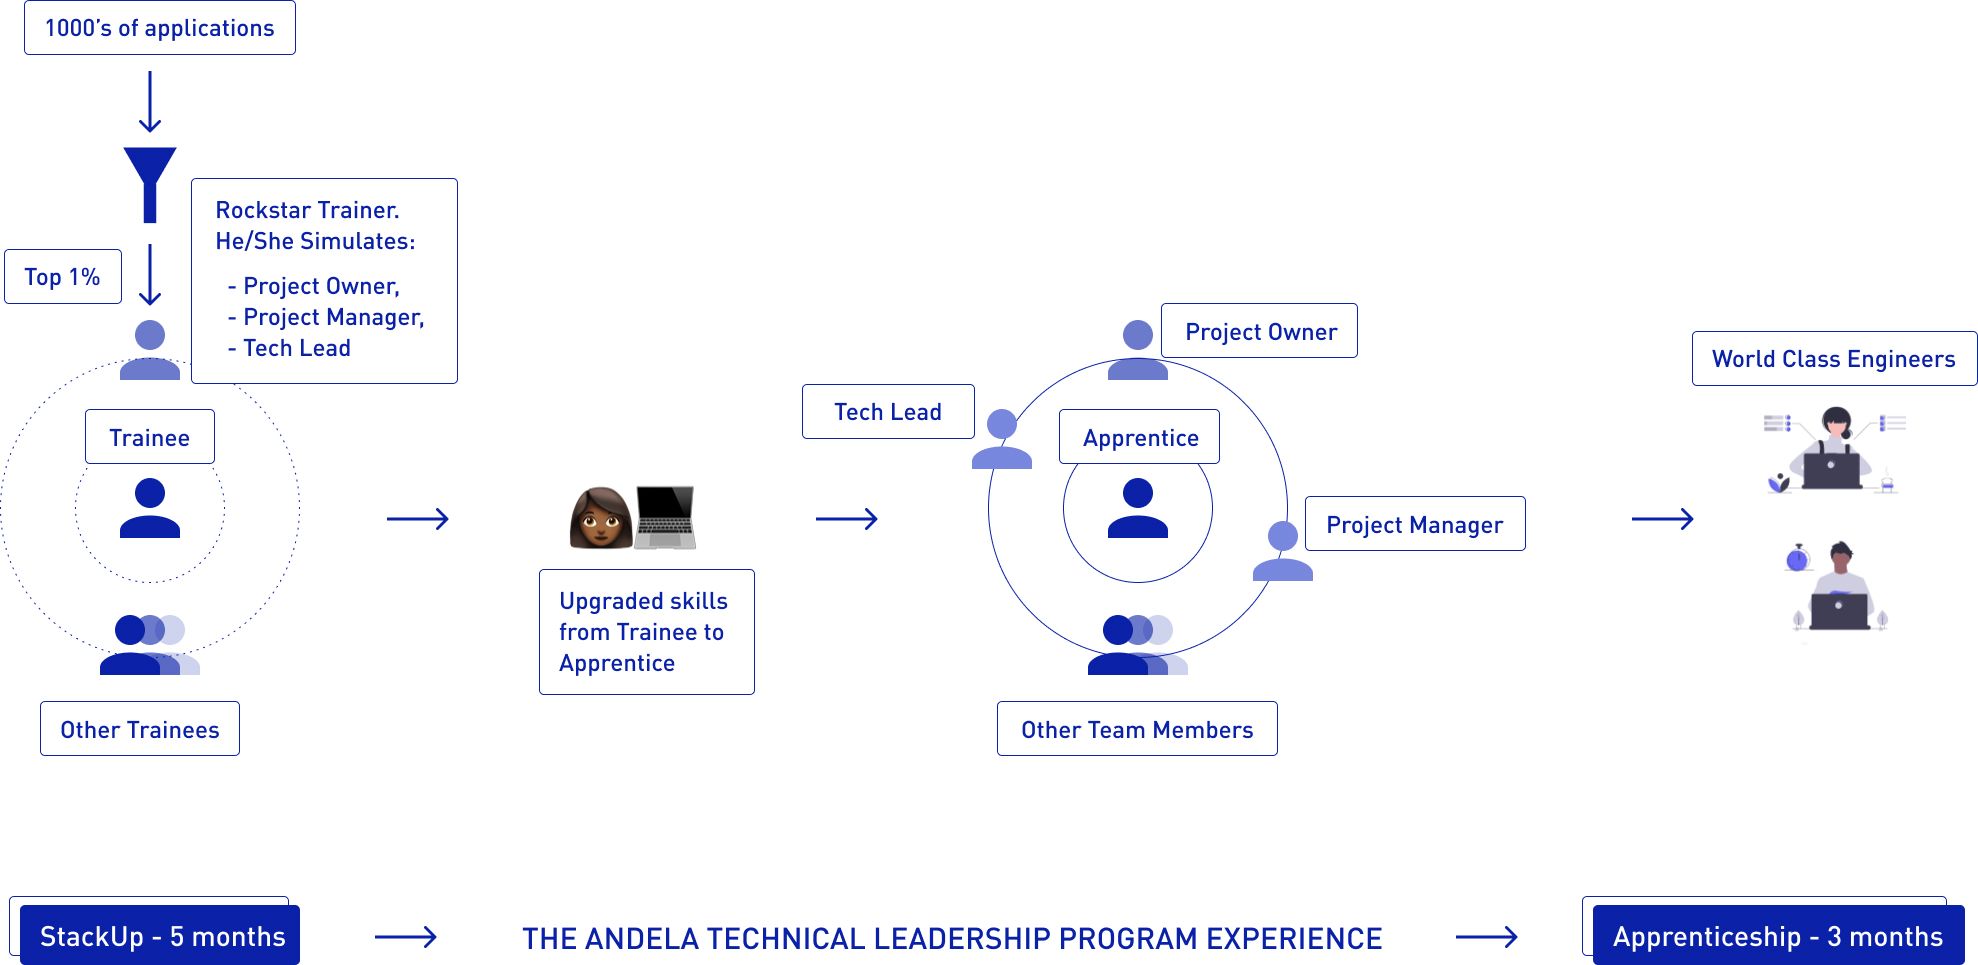 1000's of applications
Top 1%
Rockstar Trainer.
He/She Simulates:
- Project Owner,
- Project Manager,
- Tech Lead
Trainee
Other Trainees
Upgraded skills
from Trainee to
Apprentice
Project Owner
Tech Lead
Apprentice
Project Manager
Other Team Members
World Class Engineers
StackUp - 5 months
THE ANDELA TECHNICAL LEADERSHIP PROGRAM EXPERIENCE
Apprenticeship - 3 months